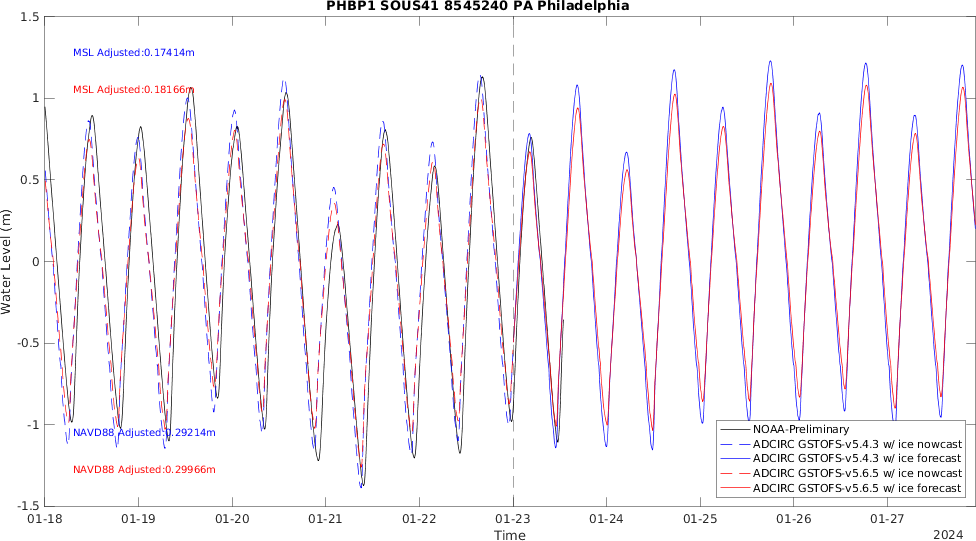 PHBP1 SOUS41 8545240 PA Philadelphia
1.5
MSL Adjusted:0.17414m
1
MSL Adjusted:0.18166m
0.5
Water Level (m)
0
-0.5
-1
NAVD88 Adjusted:0.29214m
NAVD88 Adjusted:0.29966m
-1.5
NOAA-Preliminary
ADCIRC GSTOFS-v5.4.3 w/ ice nowcast
ADCIRC GSTOFS-v5.4.3 w/ ice forecast
ADCIRC GSTOFS-v5.6.5 w/ ice nowcast
ADCIRC GSTOFS-v5.6.5 w/ ice forecast
01-18 01-19 01-20 01-21 01-22 01-23 01-24 01-25 01-26 01-27
Time
2024